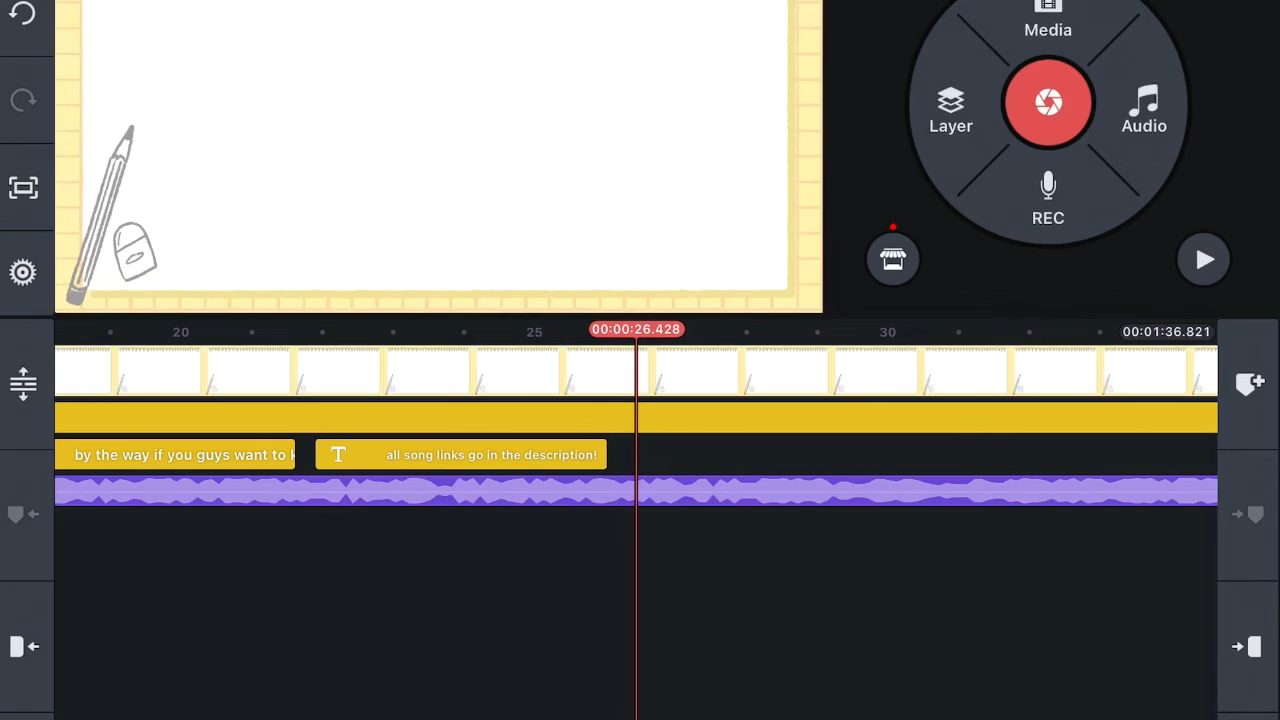 Media
Layer
Audio
REC
20
25
00:00:26.428
30
00:01:36.821
by the way if you guys want to k
T
all song links go in the description!